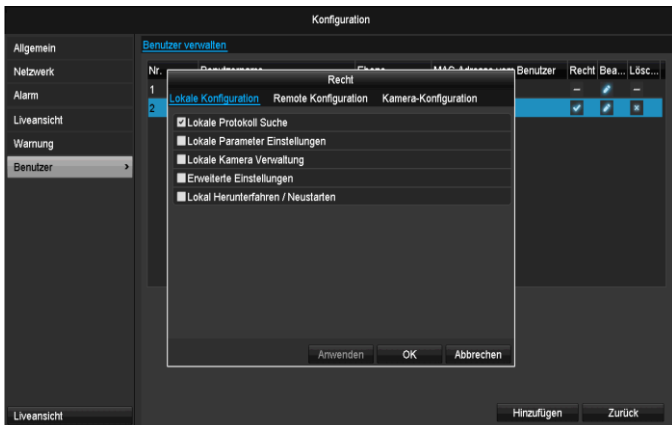 Konfiguration
Allgemein
Netzwerk
Alarm
Liveansicht
Warnung
Benutzer
Liveansicht
Benutzer verwalten
Nr. Benutzername Ebene MAC-Adresse vom Benutzer Recht Bea... Lösc...
1
2
Recht
Lokale Konfiguration Remote Konfiguration Kamera-Konfiguration
Lokale Protokoll Suche
Lokale Parameter Einstellungen
Lokale Kamera Verwaltung
Erweiterte Einstellungen
Lokal Herunterfahren / Neustarten
Anwenden OK Abbrechen
Hinzufügen Zurück